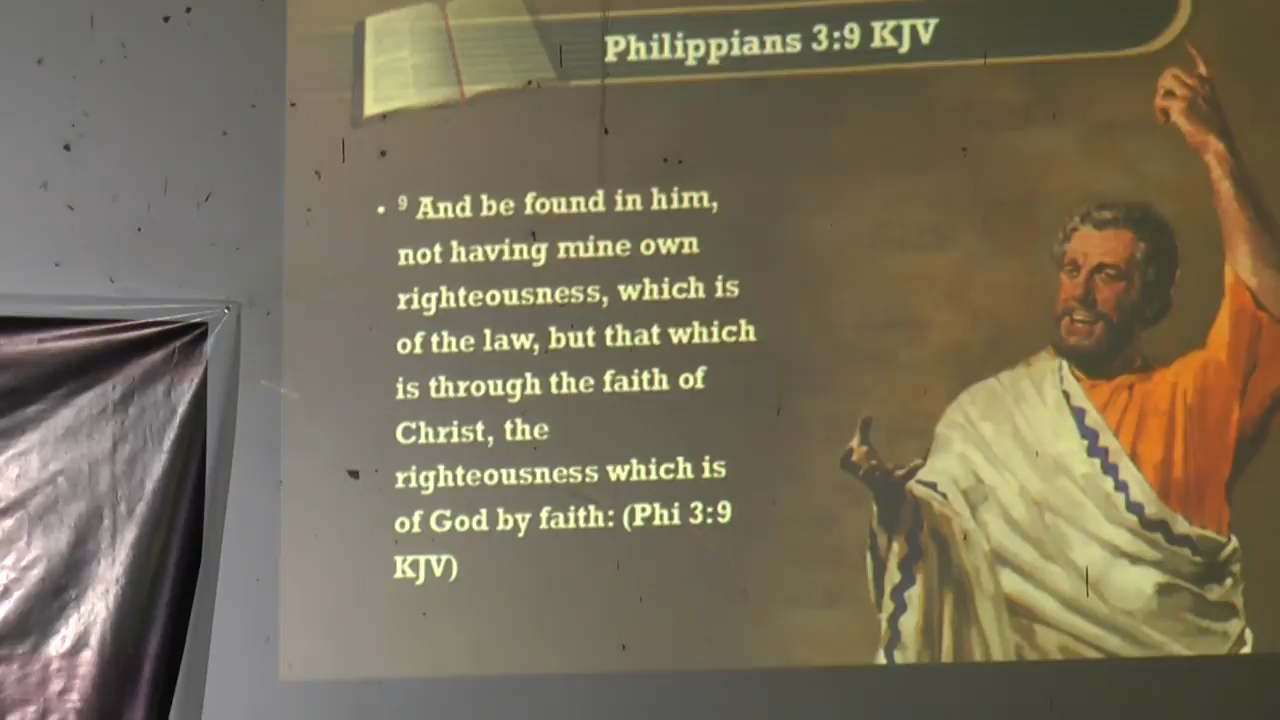 Philippians 3:9 KJV
• 9 And be found in him,
not having mine own
righteousness, which is
of the law, but that which
is through the faith of
Christ, the
righteousness which is
of God by faith: (Phi 3:9
KJV)